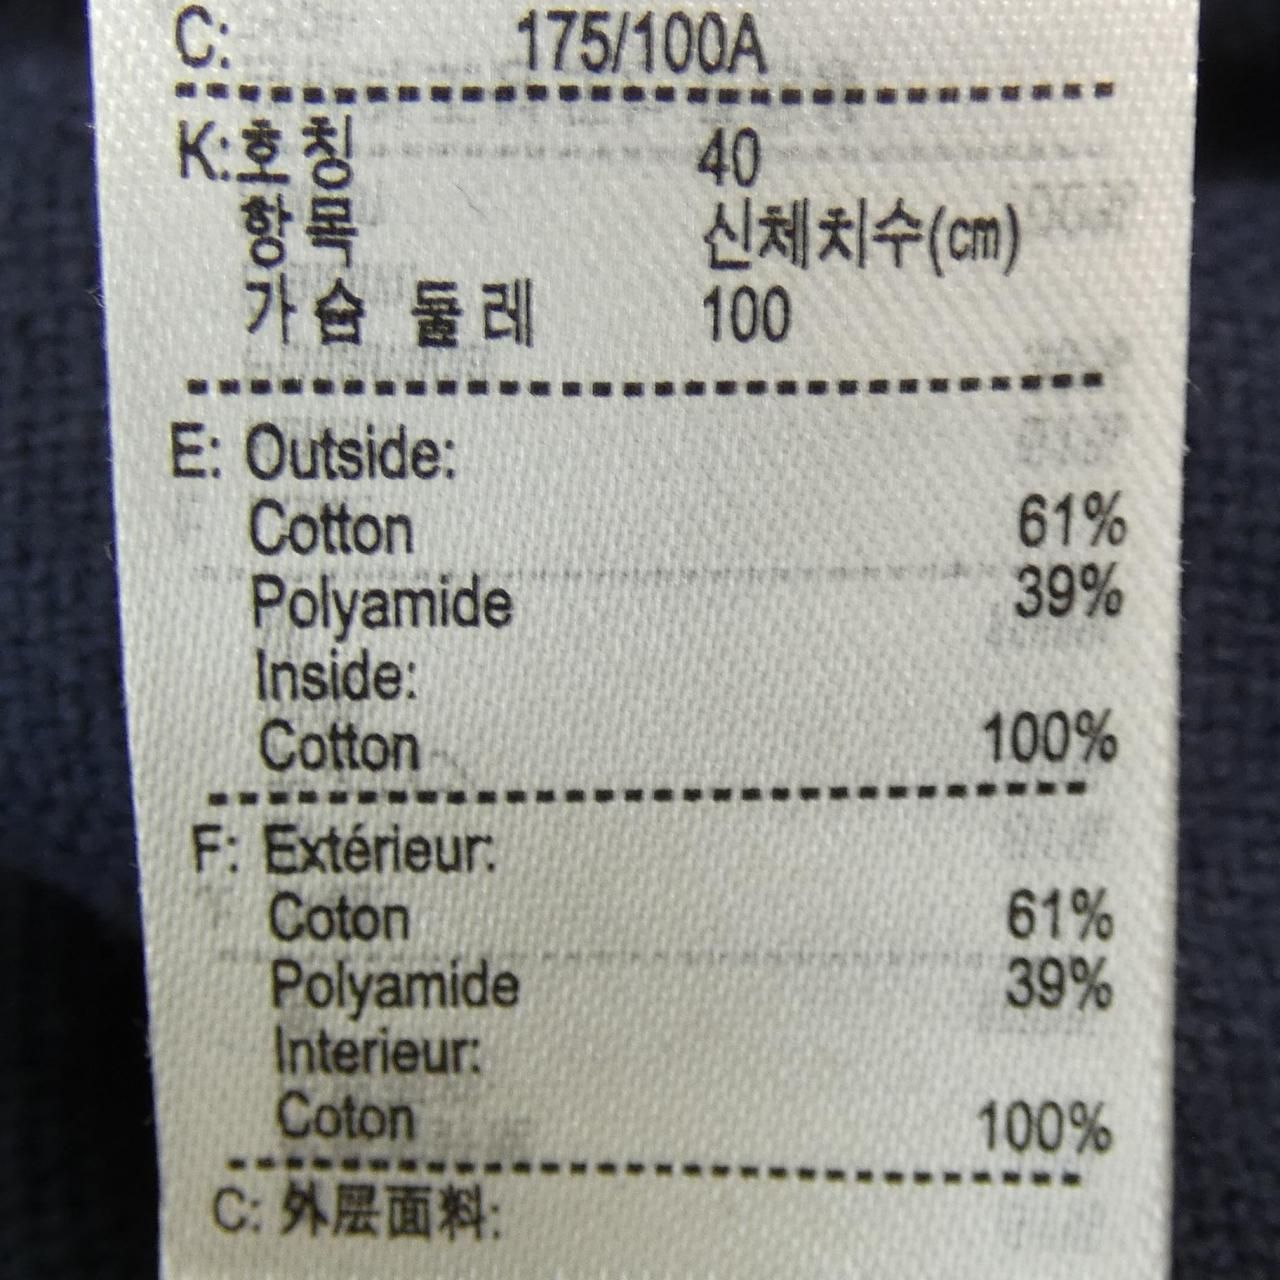 C: 175/100A
K:호칭 40
항목 신체치수(cm)
가슴 둘레 100
E: Outside:
Cotton 61%
Polyamide 39%
Inside:
Cotton 100%
F: Extérieur:
Coton 61%
Polyamide 39%
Interieur:
Coton 100%
C: 外层面料: